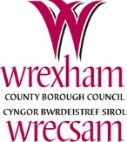 wrexham
COUNTY BOROUGH COUNCIL
CYNGOR BWRDEISTREF SIROL
wrecsam